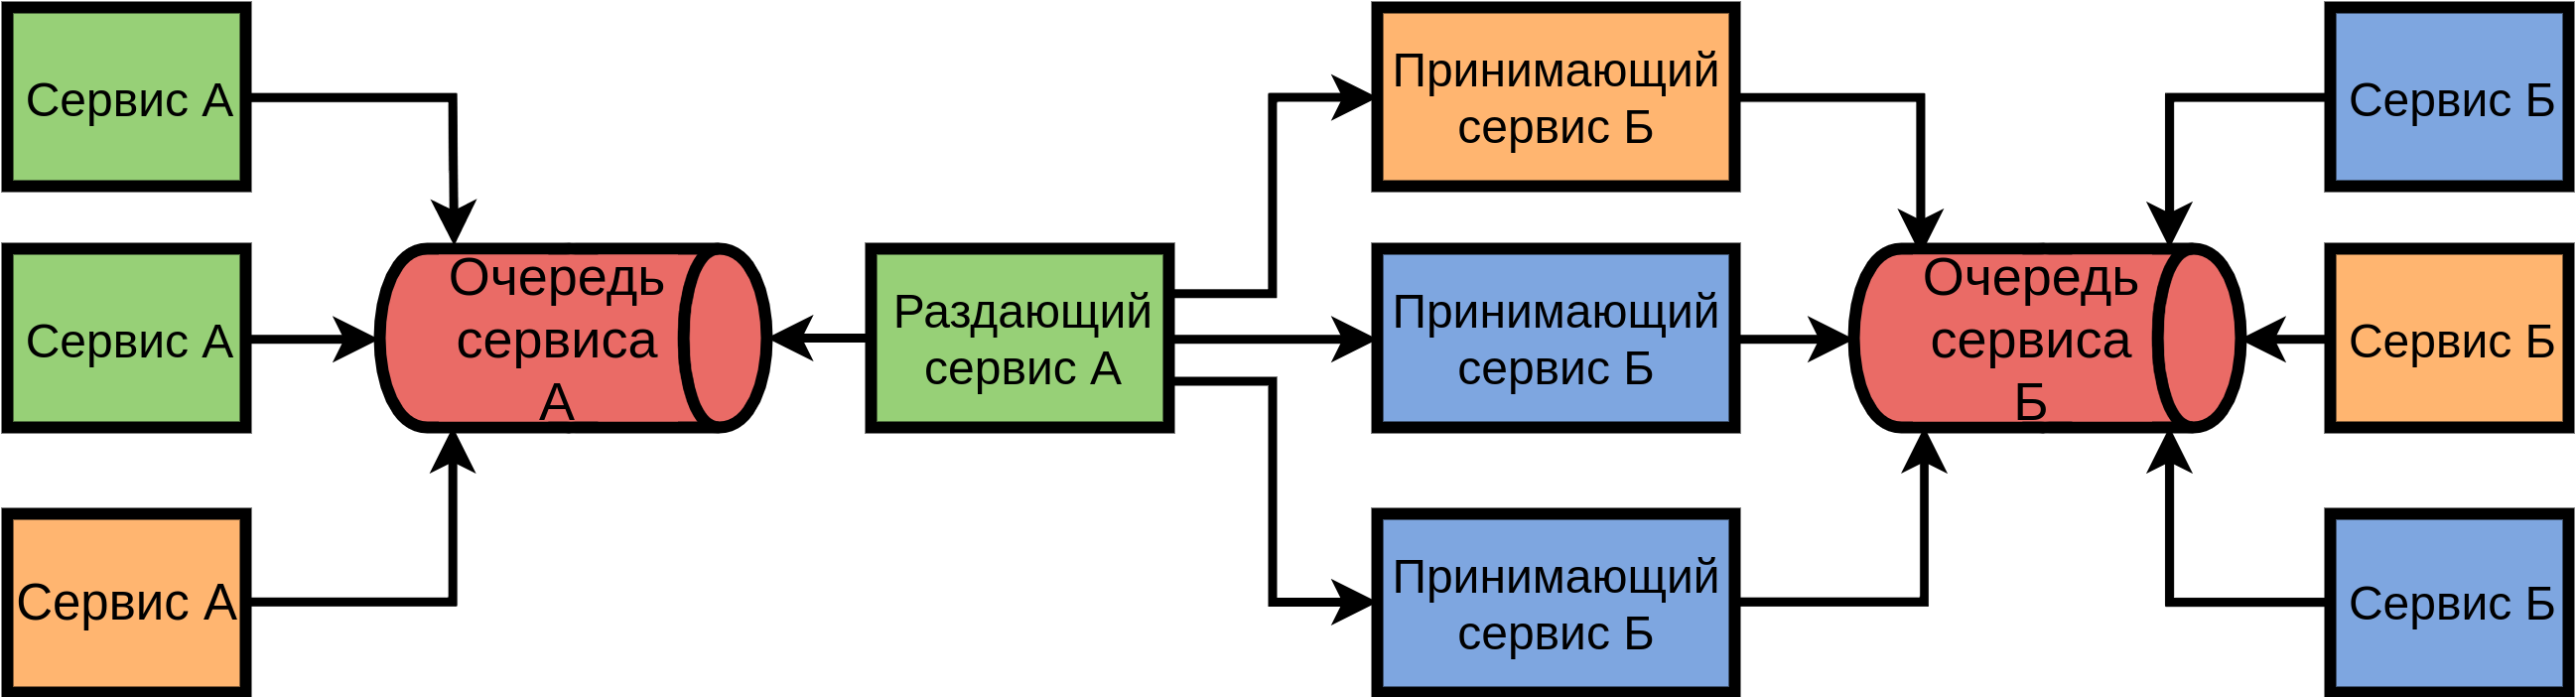 Сервис А
Сервис А
Сервис А
Очередь
сервиса
А
Раздающий
сервис А
Принимающий
сервис Б
Принимающий
сервис Б
Принимающий
сервис Б
Очередь
сервиса
Б
Сервис Б
Сервис Б
Сервис Б